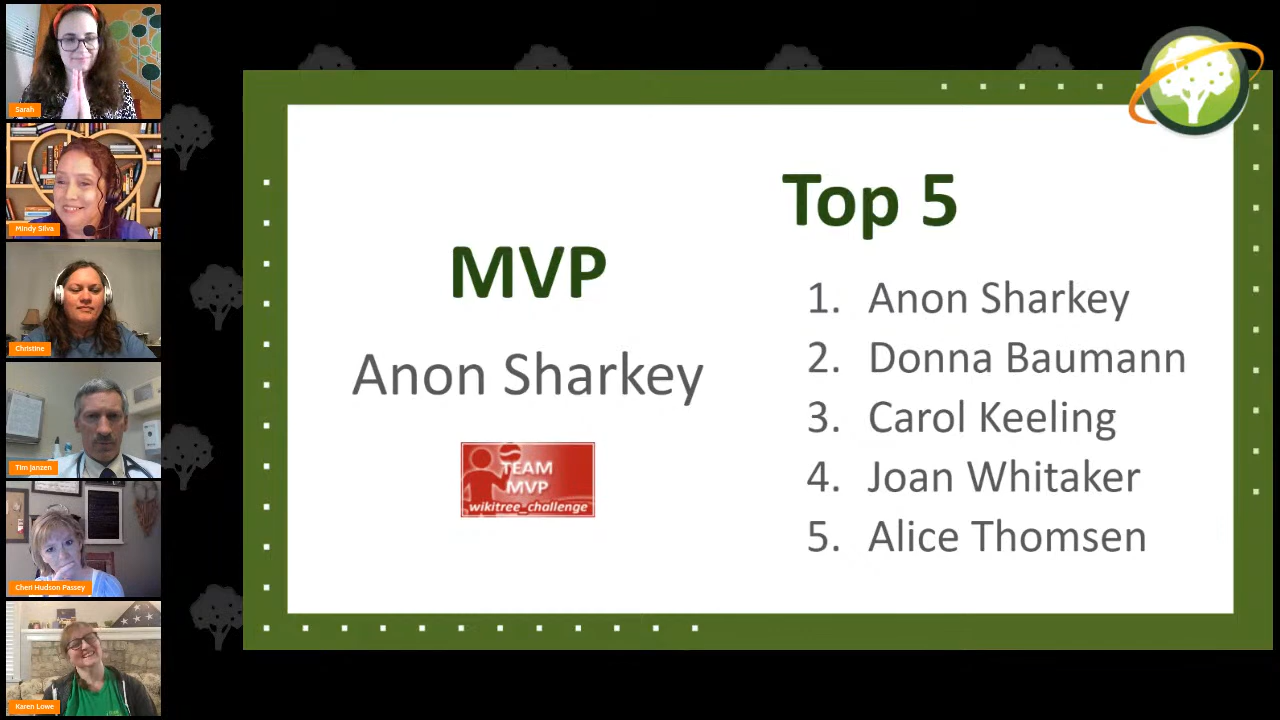 Sarah
Mindy Silva
Christine
Tim Janzen
Cheri Hudson Passey
Karen Lowe
MVP
Anon Sharkey
TEAM
MVP
wikitree_challenge
Top 5
1. Anon Sharkey
2. Donna Baumann
3. Carol Keeling
4. Joan Whitaker
5. Alice Thomsen